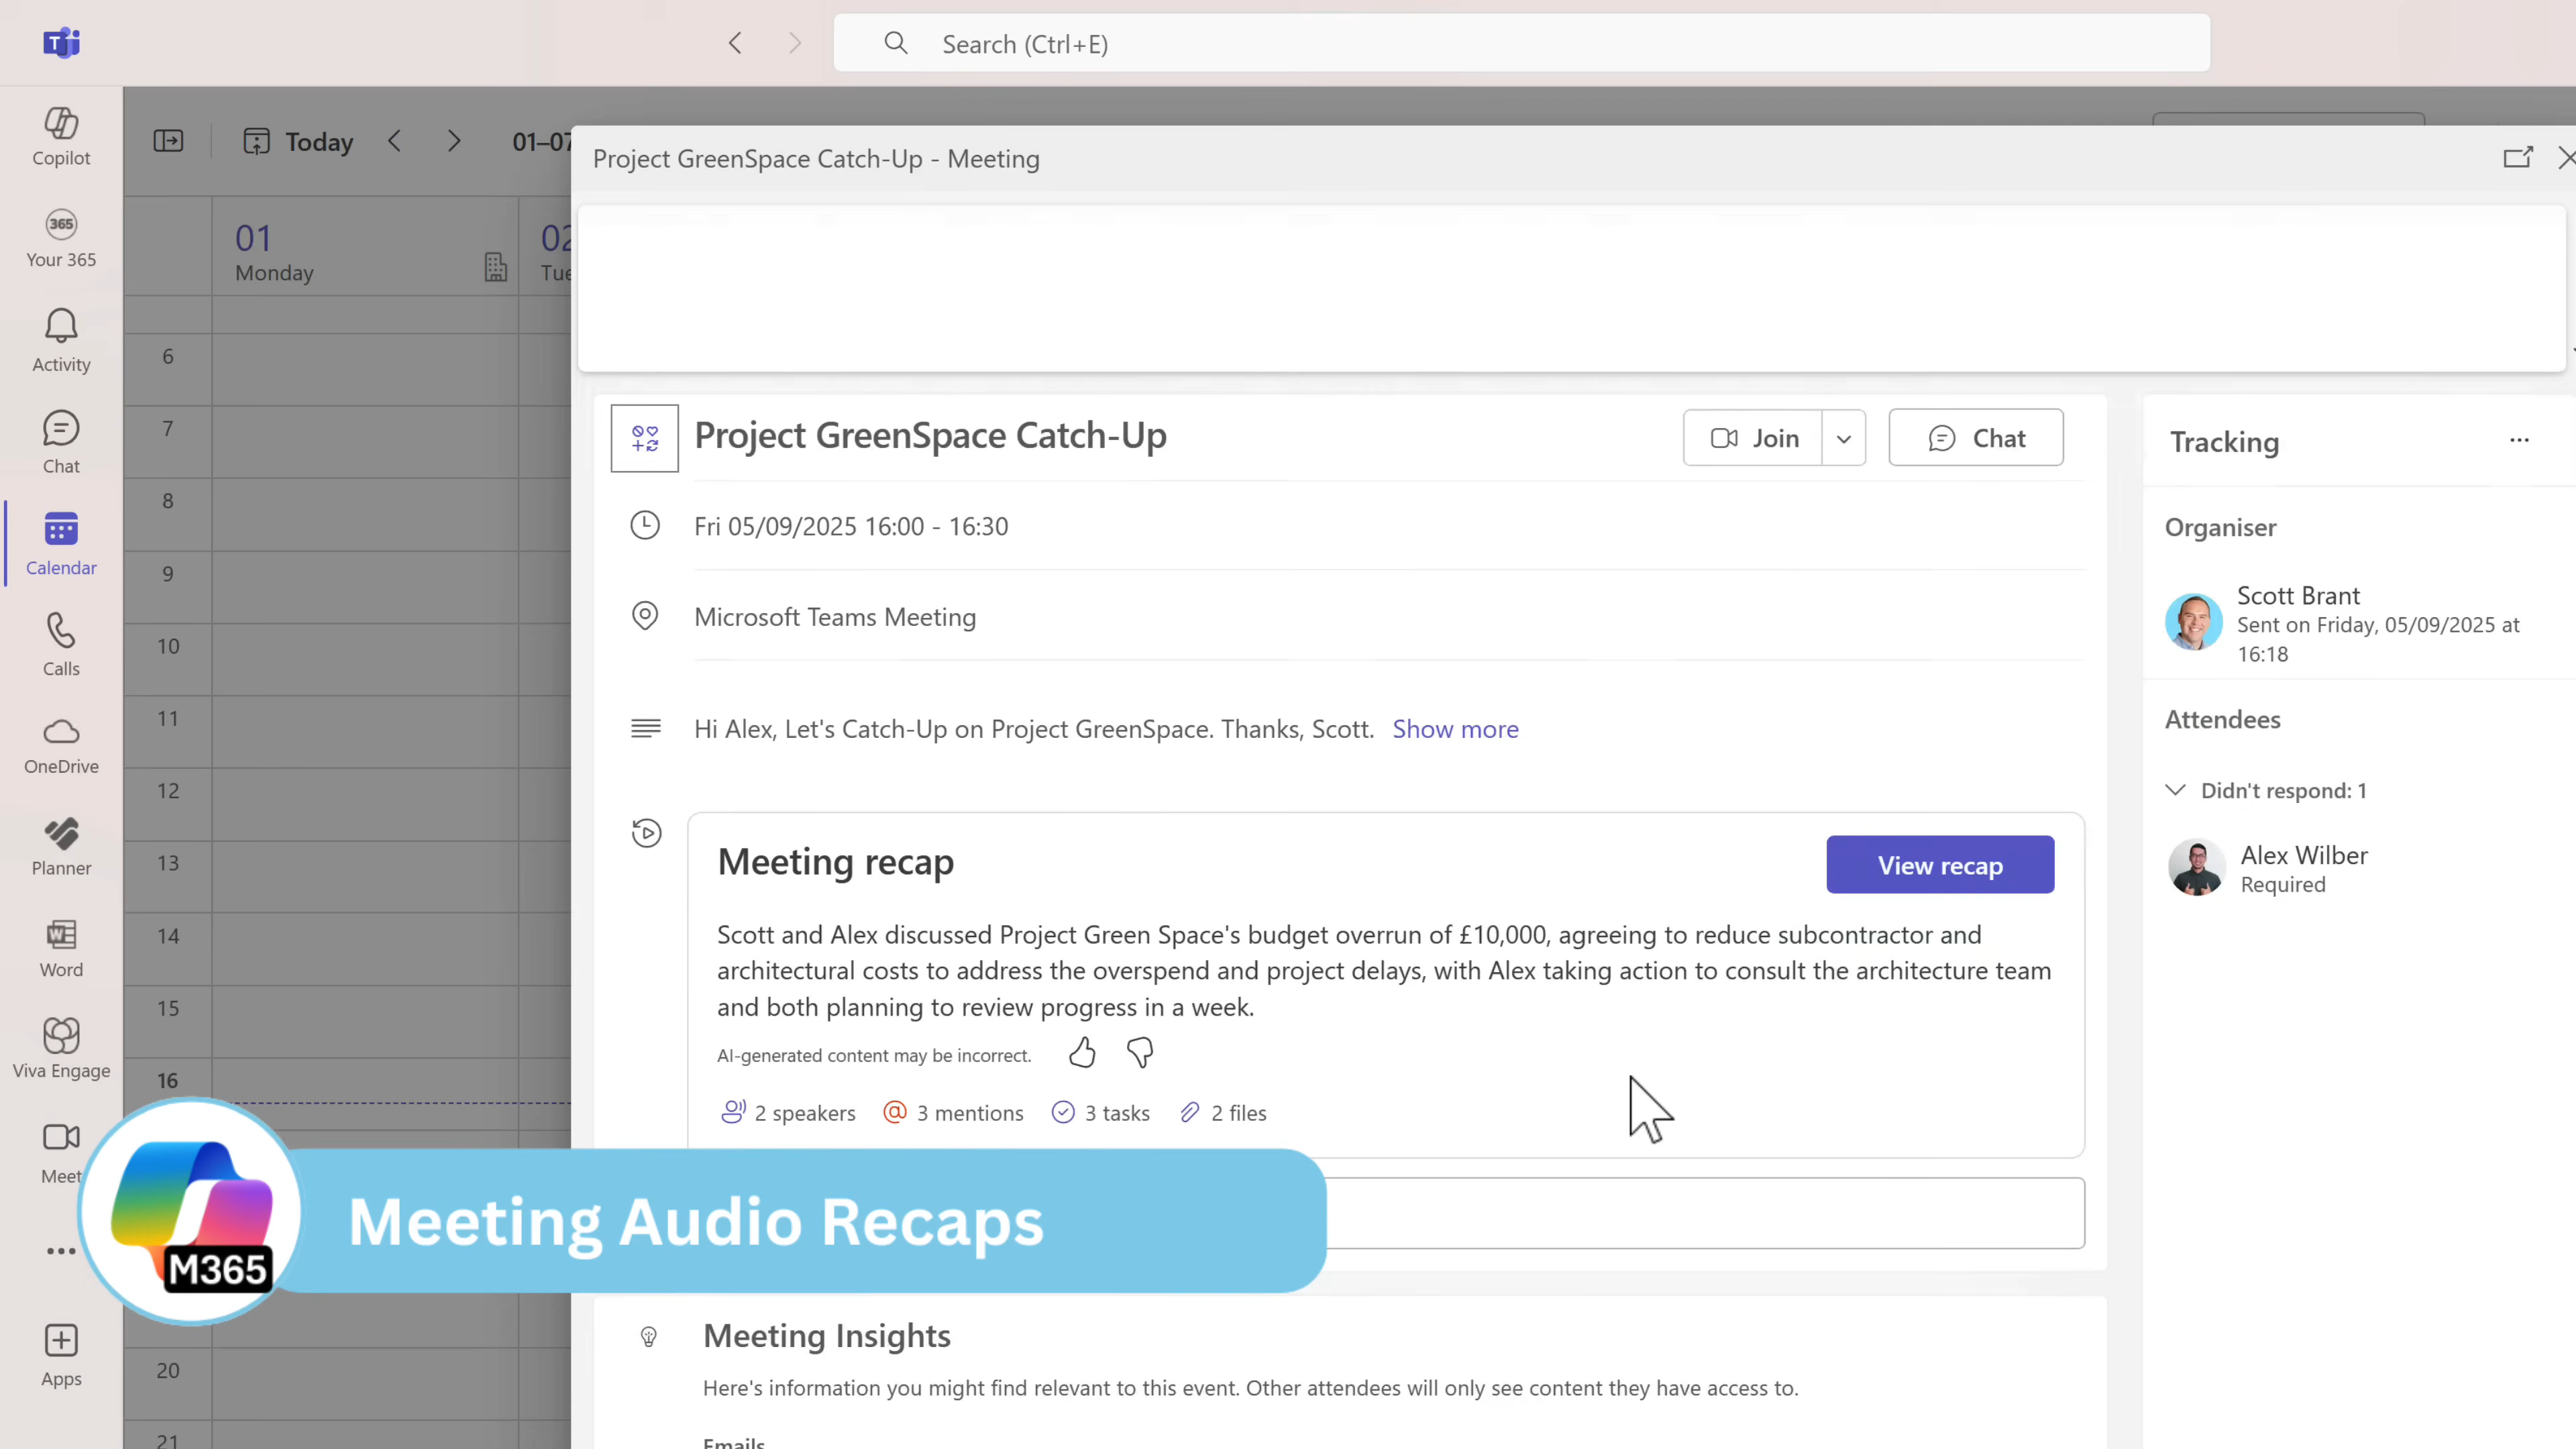 Search (Ctrl+E)
Copilot
365
Your 365
Activity
Chat
Calendar
Calls
OneDrive
Planner
Word
Viva Engage
Meet
Apps
Today
01–07
01
Monday
02
Tue
6
7
8
9
10
11
12
13
14
15
16
20
21
Project GreenSpace Catch-Up - Meeting
Project GreenSpace Catch-Up
Join
Chat
Fri 05/09/2025 16:00 - 16:30
Microsoft Teams Meeting
Hi Alex, Let's Catch-Up on Project GreenSpace. Thanks, Scott. Show more
Meeting recap
View recap
Scott and Alex discussed Project Green Space's budget overrun of £10,000, agreeing to reduce subcontractor and
architectural costs to address the overspend and project delays, with Alex taking action to consult the architecture team
and both planning to review progress in a week.
AI-generated content may be incorrect.
2 speakers
3 mentions
3 tasks
2 files
M365
Meeting Audio Recaps
Meeting Insights
Here's information you might find relevant to this event. Other attendees will only see content they have access to.
Emails
Tracking
Organiser
Scott Brant
Sent on Friday, 05/09/2025 at
16:18
Attendees
Didn't respond: 1
Alex Wilber
Required